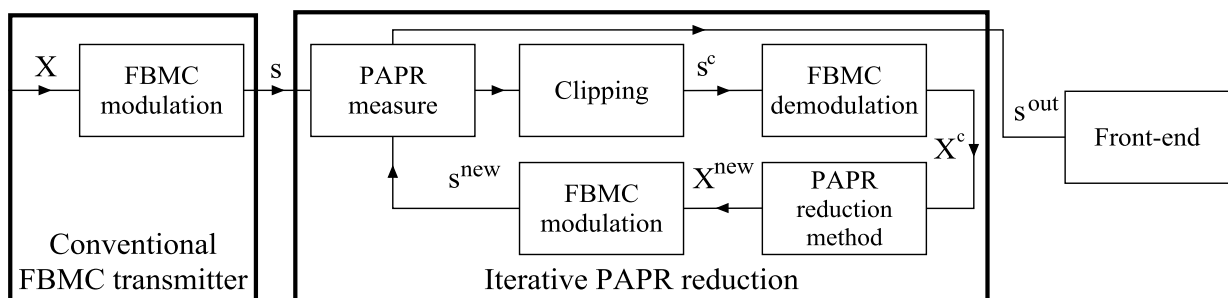 X
FBMC
modulation
s
PAPR
measure
Clipping
s^c
FBMC
demodulation
X^c
PAPR
reduction
method
X^new
FBMC
modulation
s^new
s^out
Front-end
Conventional
FBMC transmitter
Iterative PAPR reduction